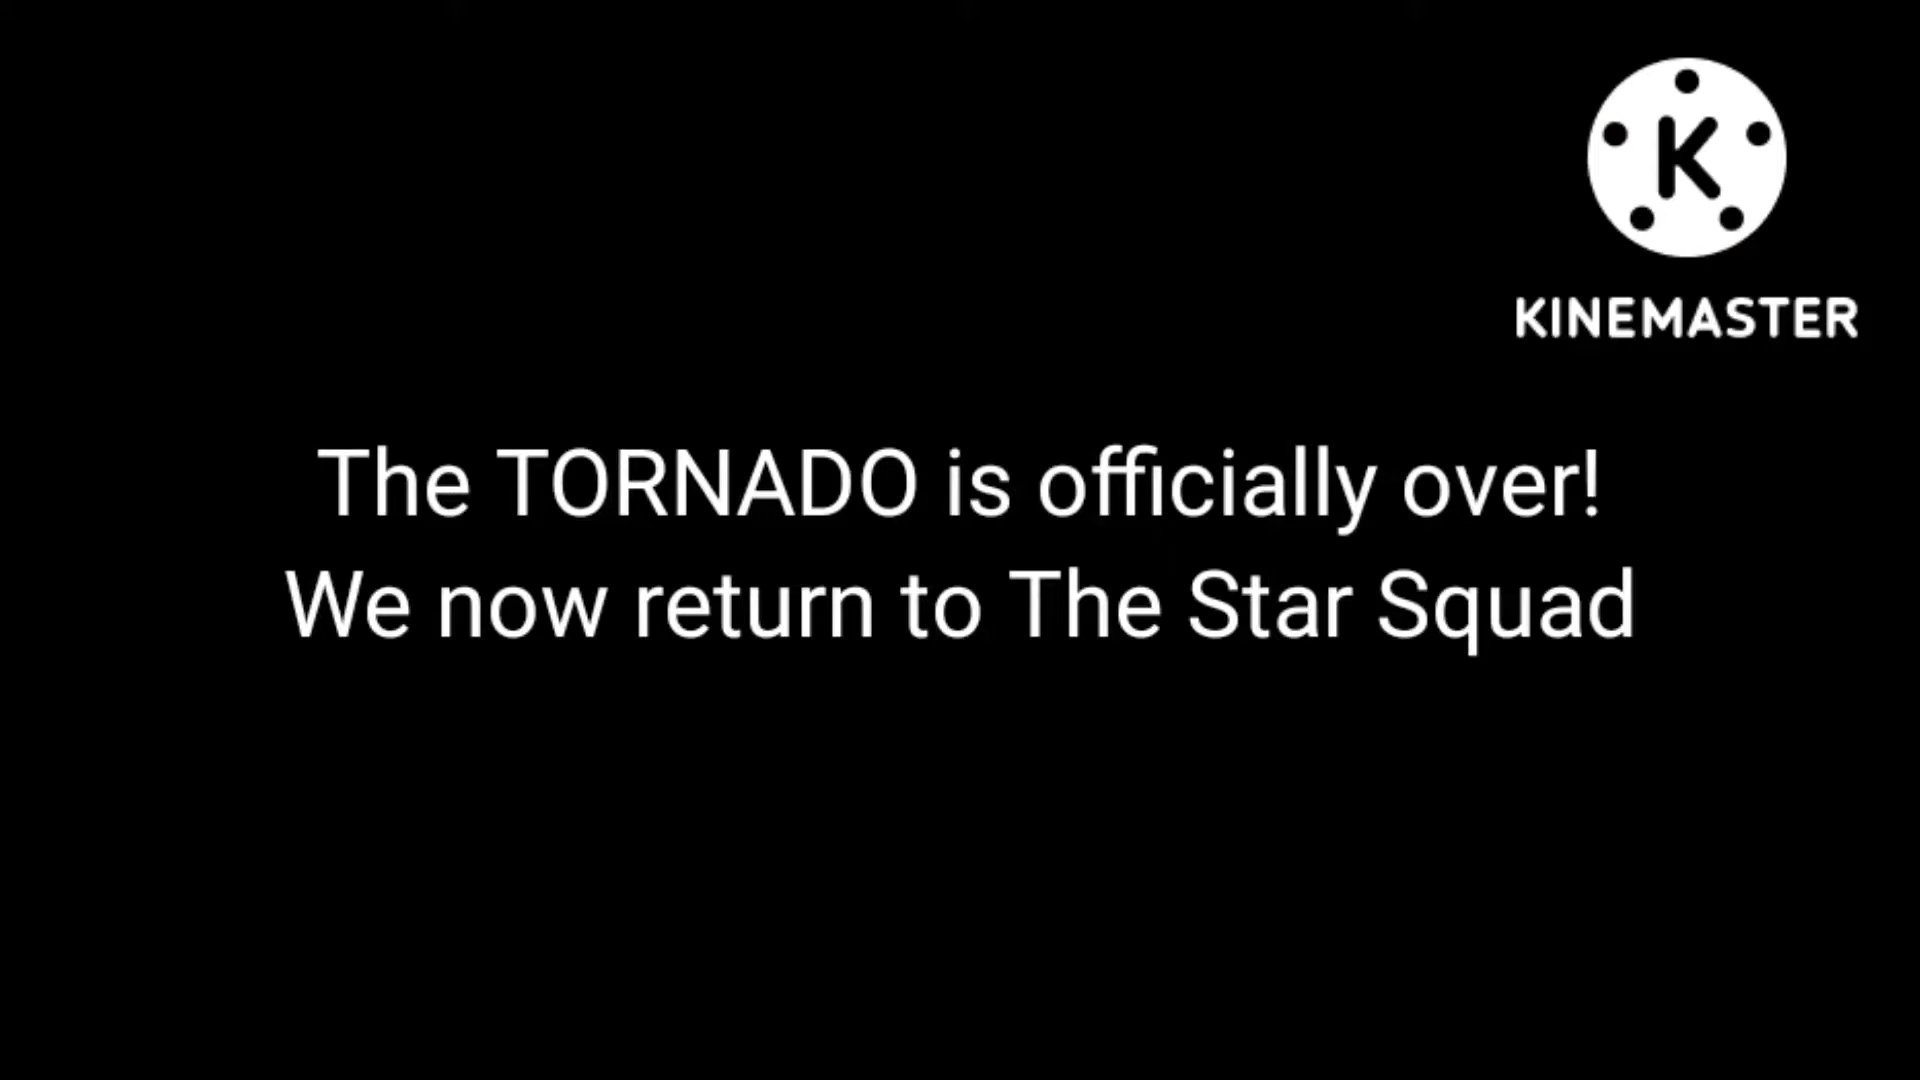 K
KINEMASTER
The TORNADO is officially over!
We now return to The Star Squad